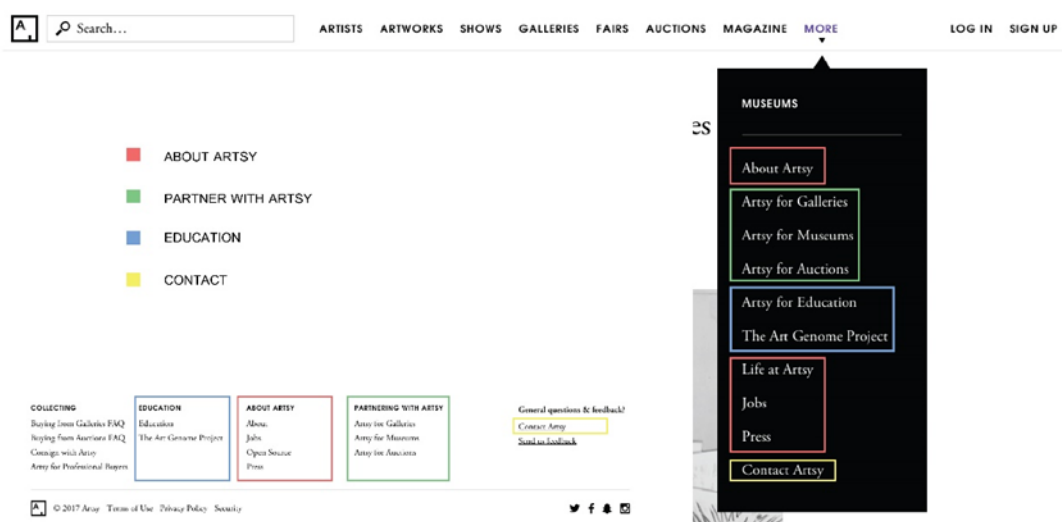 A
Search...
ARTISTS ARTWORKS SHOWS GALLERIES FAIRS AUCTIONS MAGAZINE MORE
LOG IN SIGN UP
MUSEUMS
es
About Artsy
Artsy for Galleries
Artsy for Museums
Artsy for Auctions
Artsy for Education
The Art Genome Project
Life at Artsy
Jobs
Press
Contact Artsy
ABOUT ARTSY
PARTNER WITH ARTSY
EDUCATION
CONTACT
COLLECTING
Buying from Galleries FAQ
Buying from Auctions FAQ
Consign with Artsy
Artsy for Professional Buyers
EDUCATION
Education
The Art Genome Project
ABOUT ARTSY
About
Jobs
Open Source
Press
PARTNERING WITH ARTSY
Artsy for Galleries
Artsy for Museums
Artsy for Auctions
General questions & feedback?
Contact Artsy
Send us feedback
A
© 2017 Artsy Terms of Use Privacy Policy Security